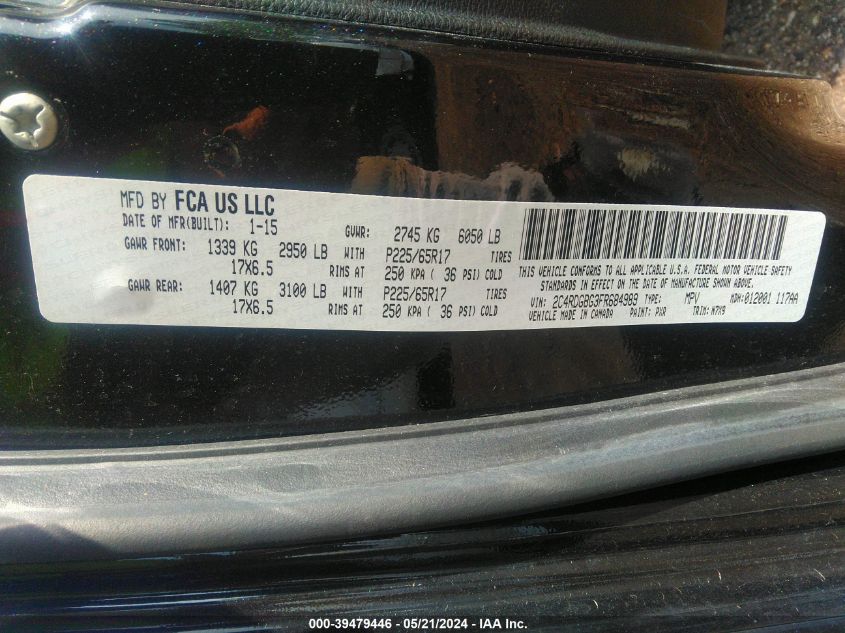 MFD BY FCA US LLC
DATE OF MFR(BUILT): 1-15 GVWR: 2745 KG 6050 LB
GAWR FRONT: 1339 KG 2950 LB WITH P225/65R17 TIRES
17X6.5 RIMS AT 250 KPA ( 36 PSI) COLD
GAWR REAR: 1407 KG 3100 LB WITH P225/65R17 TIRES
17X6.5 RIMS AT 250 KPA ( 36 PSI) COLD
THIS VEHICLE CONFORMS TO ALL APPLICABLE U.S.A. FEDERAL MOTOR VEHICLE SAFETY
STANDARDS IN EFFECT ON THE DATE OF MANUFACTURE SHOWN ABOVE.
VIN: 2C4RDGBG3FR684989 TYPE: MPV MDH:012001 117AA
VEHICLE MADE IN CANADA PAINT: PXR TRIM: N7M9
000-39479446 - 05/21/2024 - IAA Inc.